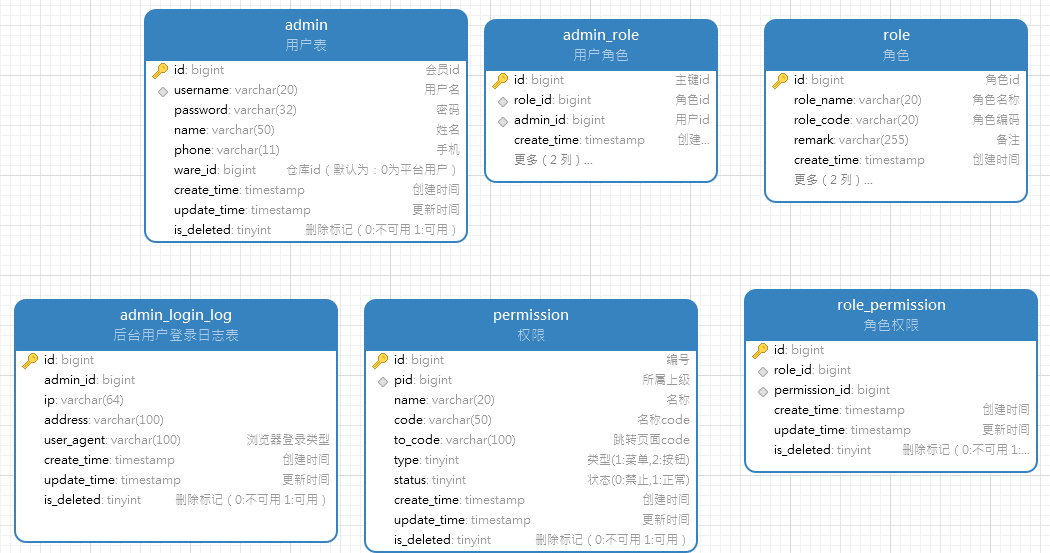 admin
用户表
id: bigint 会员id
username: varchar(20) 用户名
password: varchar(32) 密码
name: varchar(50) 姓名
phone: varchar(11) 手机
ware_id: bigint 仓库id（默认为：0为平台用户）
create_time: timestamp 创建时间
update_time: timestamp 更新时间
is_deleted: tinyint 删除标记（0:不可用 1:可用）
admin_role
用户角色
id: bigint 主键id
role_id: bigint 角色id
admin_id: bigint 用户id
create_time: timestamp 创建...
更多（2 列）...
role
角色
id: bigint 角色id
role_name: varchar(20) 角色名称
role_code: varchar(20) 角色编码
remark: varchar(255) 备注
create_time: timestamp 创建时间
更多（2 列）...
admin_login_log
后台用户登录日志表
id: bigint
admin_id: bigint
ip: varchar(64)
address: varchar(100)
user_agent: varchar(100) 浏览器登录类型
create_time: timestamp 创建时间
update_time: timestamp 更新时间
is_deleted: tinyint 删除标记（0:不可用 1:可用）
permission
权限
id: bigint 编号
pid: bigint 所属上级
name: varchar(20) 名称
code: varchar(50) 名称code
to_code: varchar(100) 跳转页面code
type: tinyint 类型(1:菜单,2:按钮)
status: tinyint 状态(0:禁止,1:正常)
create_time: timestamp 创建时间
update_time: timestamp 更新时间
is_deleted: tinyint 删除标记（0:不可用 1:可用）
role_permission
角色权限
id: bigint
role_id: bigint
permission_id: bigint
create_time: timestamp 创建时间
update_time: timestamp 更新时间
is_deleted: tinyint 删除标记（0:不可用 1:...